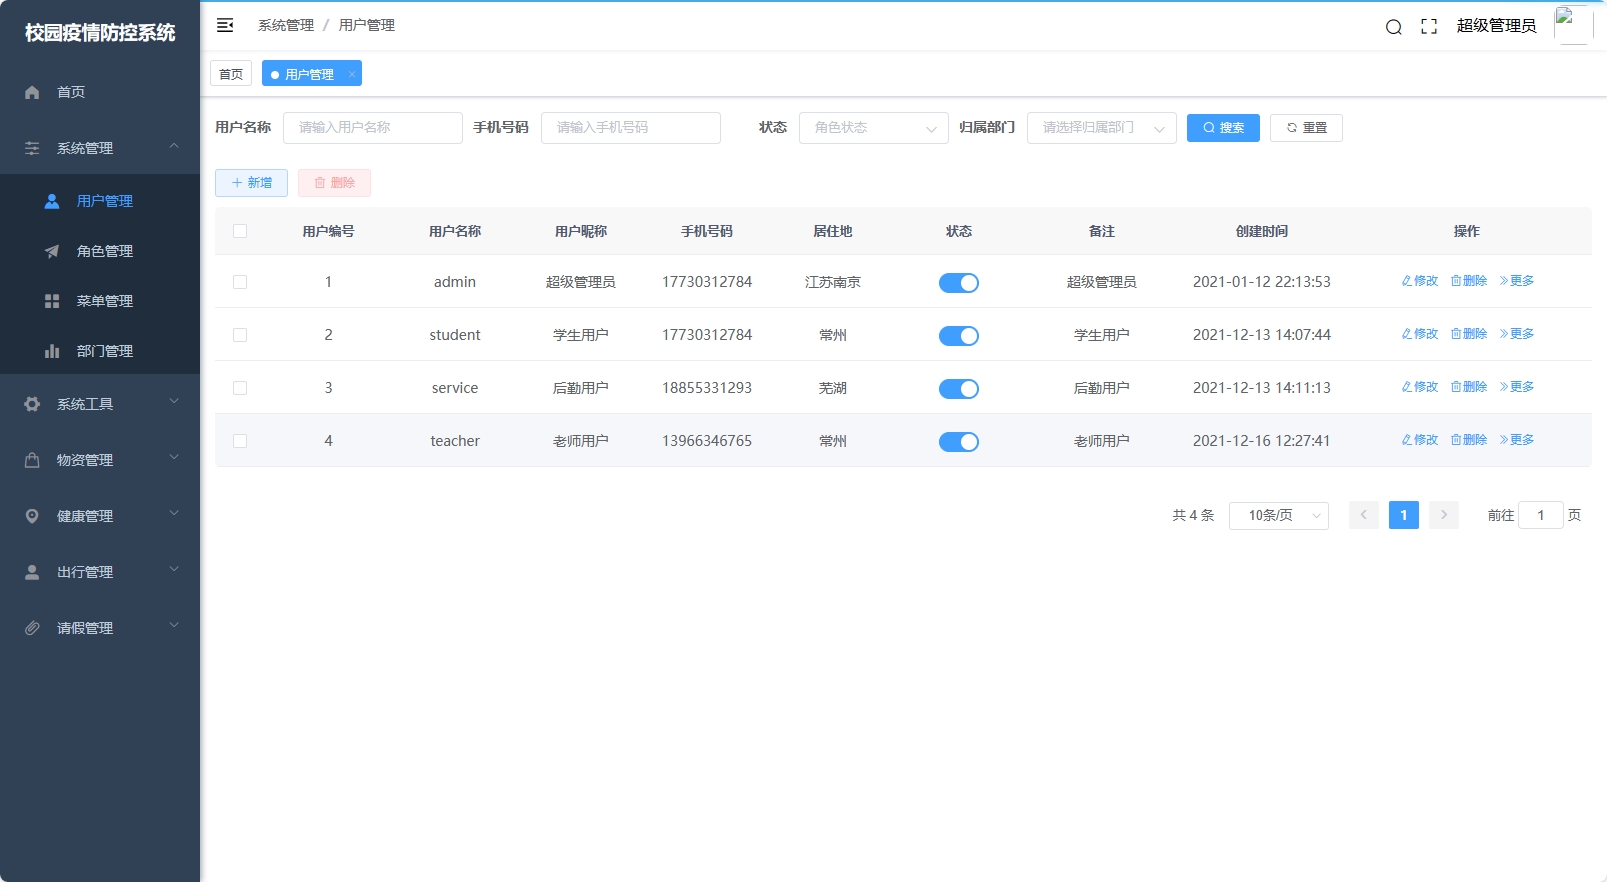 校园疫情防控系统
首页
系统管理
用户管理
角色管理
菜单管理
部门管理
系统工具
物资管理
健康管理
出行管理
请假管理
系统管理 / 用户管理
超级管理员
首页 用户管理
用户名称 请输入用户名称 手机号码 请输入手机号码 状态 角色状态 归属部门 请选择归属部门 搜索 重置
新增 删除
用户编号 用户名称 用户昵称 手机号码 居住地 状态 备注 创建时间 操作
1 admin 超级管理员 17730312784 江苏南京 超级管理员 2021-01-12 22:13:53 修改 删除 更多
2 student 学生用户 17730312784 常州 学生用户 2021-12-13 14:07:44 修改 删除 更多
3 service 后勤用户 18855331293 芜湖 后勤用户 2021-12-13 14:11:13 修改 删除 更多
4 teacher 老师用户 13966346765 常州 老师用户 2021-12-16 12:27:41 修改 删除 更多
共 4 条 10条/页 1 前往 1 页